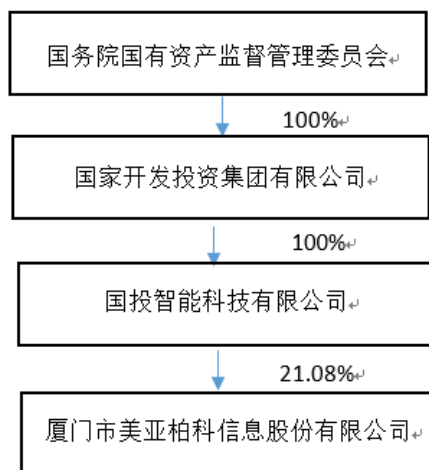 国务院国有资产监督管理委员会
100%
国家开发投资集团有限公司
100%
国投智能科技有限公司
21.08%
厦门市美亚柏科信息股份有限公司